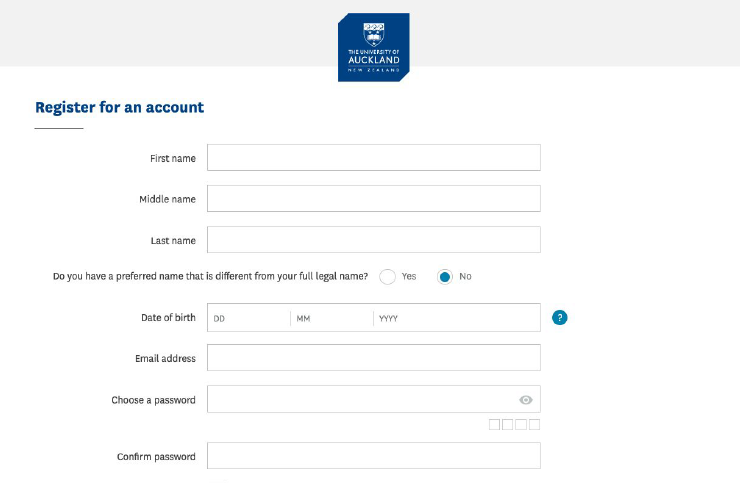 THE UNIVERSITY OF
AUCKLAND
NEW ZEALAND
Register for an account
First name
Middle name
Last name
Do you have a preferred name that is different from your full legal name? Yes No
Date of birth DD MM YYYY ?
Email address
Choose a password
Confirm password